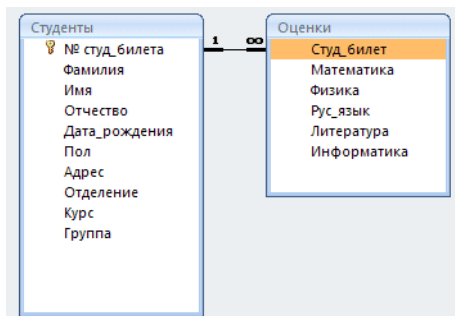 Студенты
№ студ_билета
Фамилия
Имя
Отчество
Дата_рождения
Пол
Адрес
Отделение
Курс
Группа
1 ∞
Оценки
Студ_билет
Математика
Физика
Рус_язык
Литература
Информатика